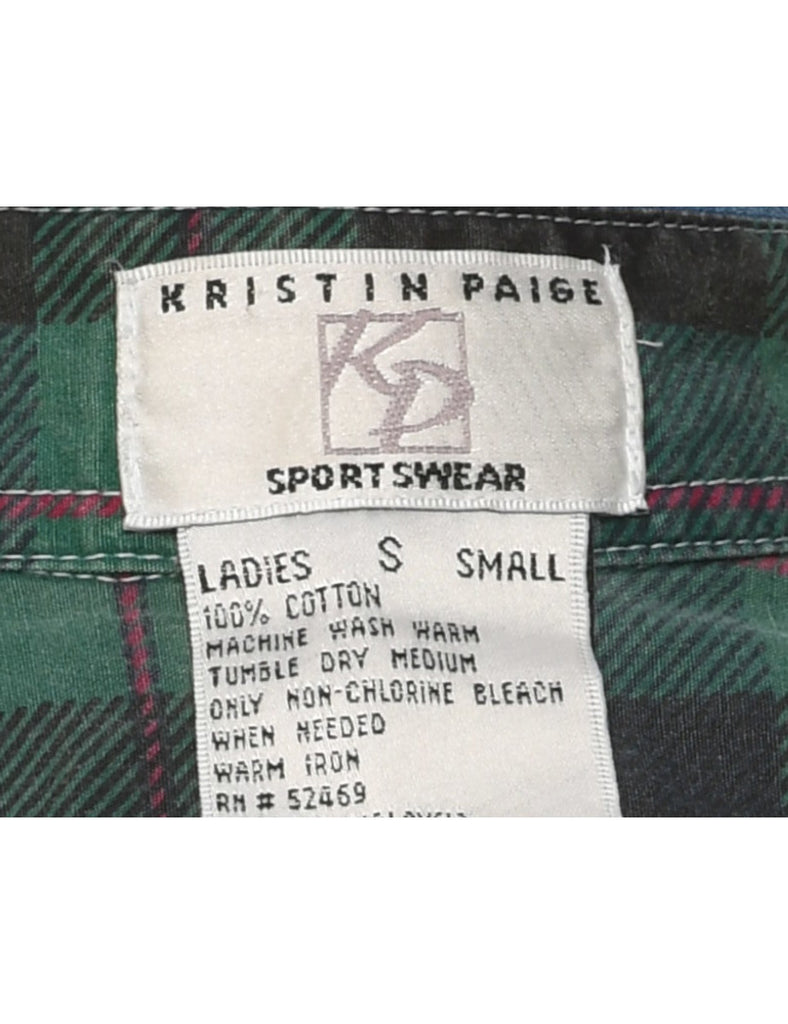 KRISTIN PAIGE
KP
SPORTSWEAR
LADIES S SMALL
100% COTTON
MACHINE WASH WARM
TUMBLE DRY MEDIUM
ONLY NON-CHLORINE BLEACH
WHEN NEEDED
WARM IRON
RN # 52469